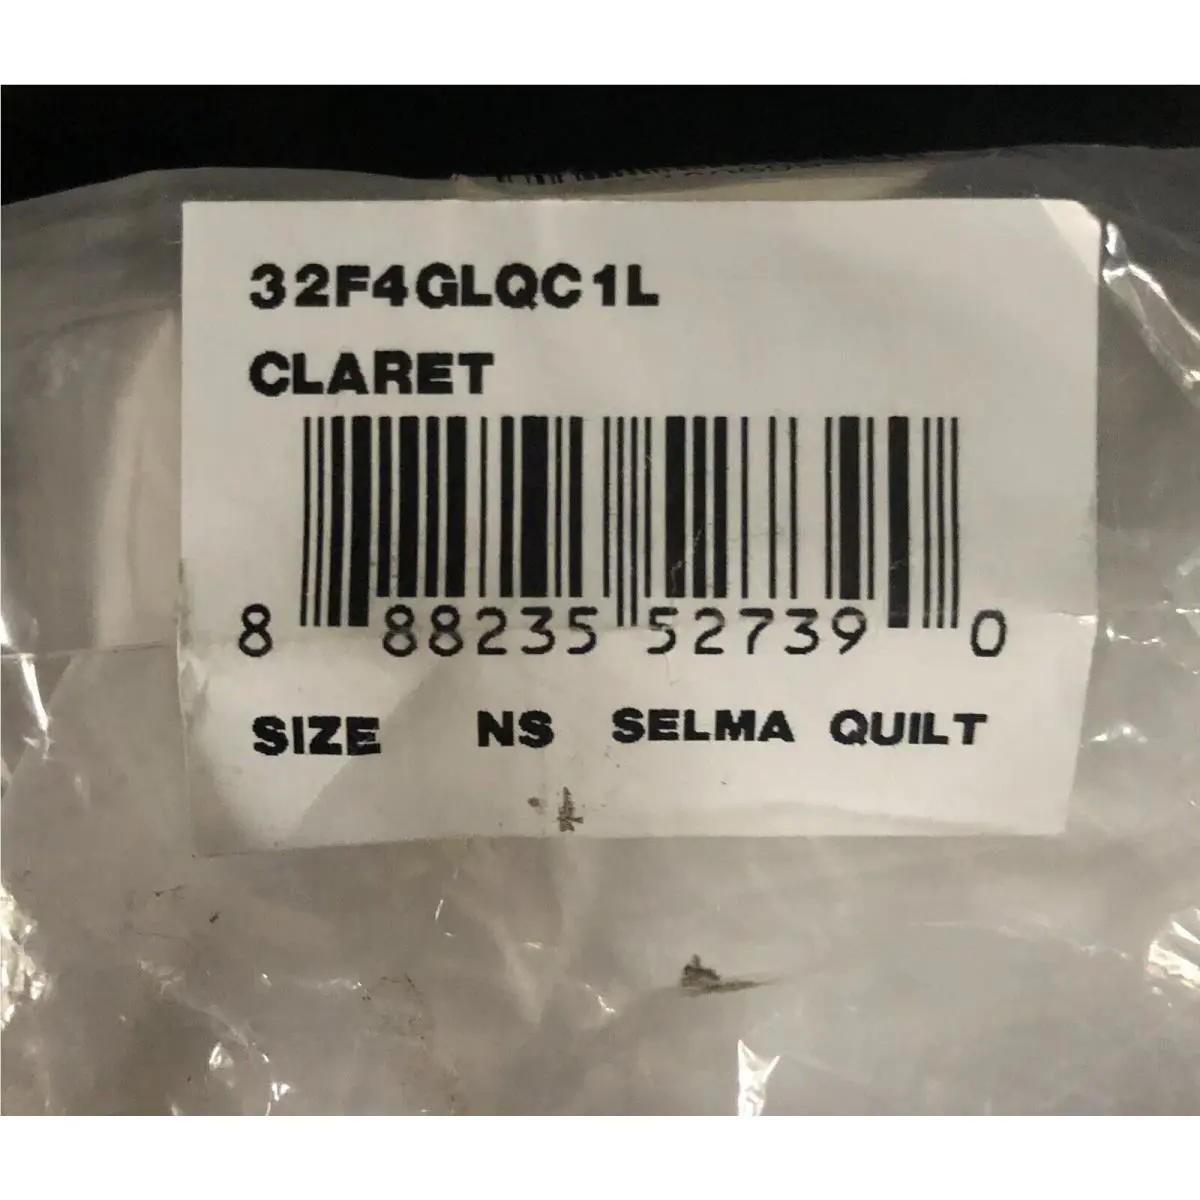 32F4GLQC1L
CLARET
8 88235 52739 0
SIZE NS SELMA QUILT